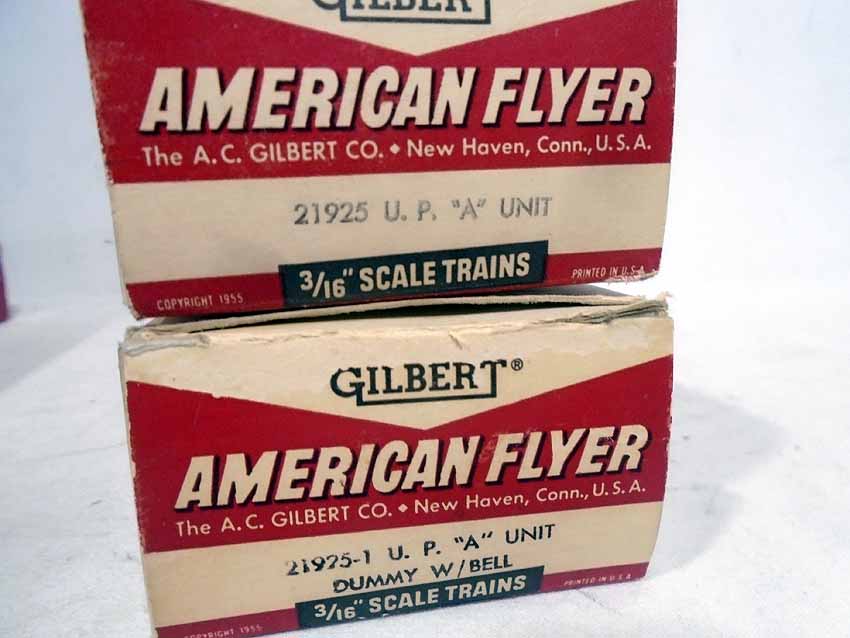 GILBERT
AMERICAN FLYER
The A.C. GILBERT CO. ◆ New Haven, Conn., U.S.A.
21925 U. P. "A" UNIT
3/16" SCALE TRAINS
COPYRIGHT 1955
PRINTED IN U.S.A.
GILBERT®
AMERICAN FLYER
The A.C. GILBERT CO. ◆ New Haven, Conn., U.S.A.
21925-1 U. P. "A" UNIT
DUMMY W/BELL
3/16" SCALE TRAINS
COPYRIGHT 1955
PRINTED IN U.S.A.